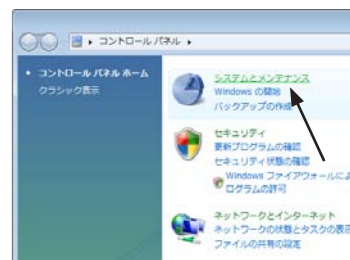 コントロール パネル
コントロール パネル ホーム
クラシック表示
システムとメンテナンス
Windows の開始
バックアップの作成
セキュリティ
更新プログラムの確認
セキュリティ状態の確認
Windows ファイアウォールによ
ログラムの許可
ネットワークとインターネット
ネットワークの状態とタスクの表示
ファイルの共有の設定